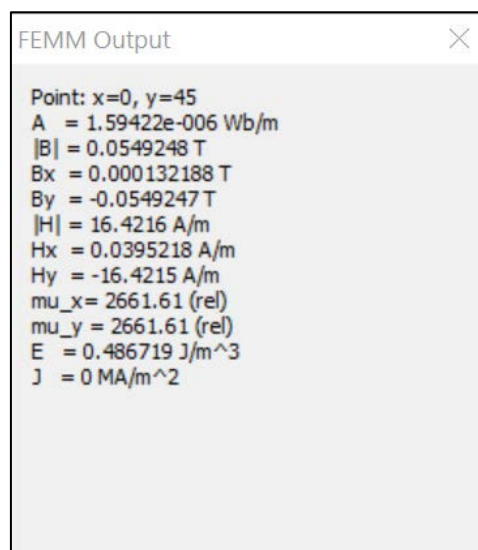 FEMM Output
Point: x=0, y=45
A = 1.59422e-006 Wb/m
|B| = 0.0549248 T
Bx = 0.000132188 T
By = -0.0549247 T
|H| = 16.4216 A/m
Hx = 0.0395218 A/m
Hy = -16.4215 A/m
mu_x= 2661.61 (rel)
mu_y = 2661.61 (rel)
E = 0.486719 J/m^3
J = 0 MA/m^2